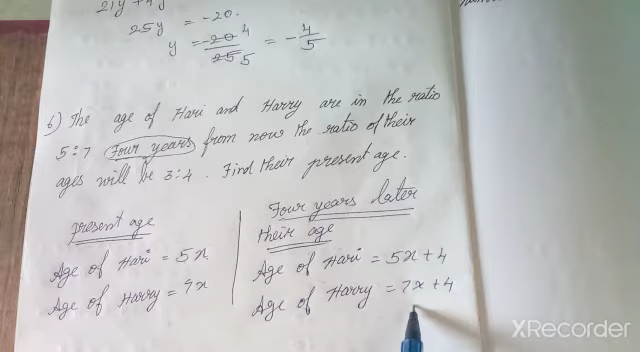 21y + 4y
25y = -20.
y = -20 4 / 25 5 = - 4/5
6) The age of Hari and Harry are in the ratio
5:7 Four years from now the ratio of their
ages will be 3:4. Find their present age.
present age
Age of Hari = 5x
Age of Harry = 7x
Four years later
their age
Age of Hari = 5x+4
Age of Harry = 7x+4
XRecorder